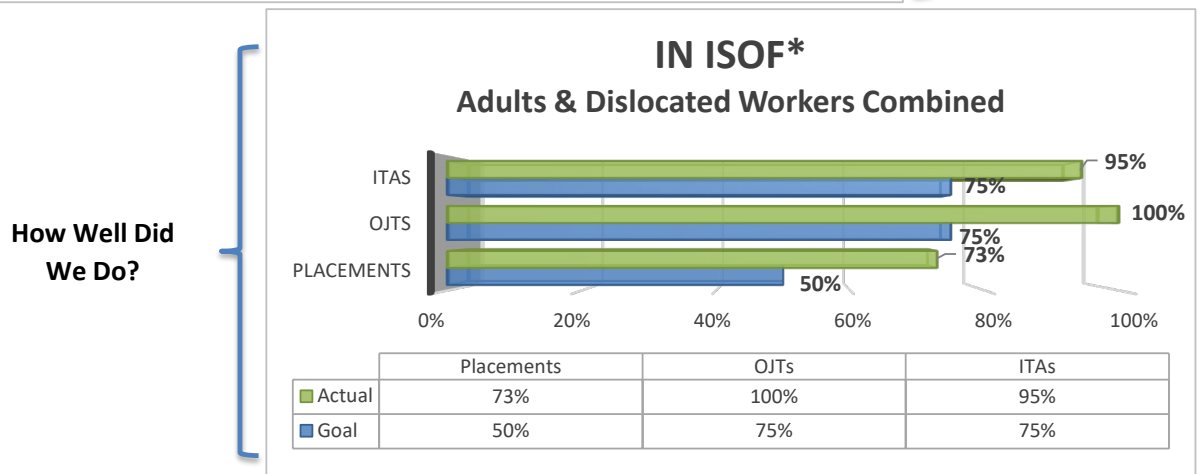 IN ISOF*
Adults & Dislocated Workers Combined
How Well Did
We Do?
ITAS
95%
75%
OJTS
100%
75%
PLACEMENTS
73%
50%
0% 20% 40% 60% 80% 100%
Placements OJTs ITAs
Actual 73% 100% 95%
Goal 50% 75% 75%